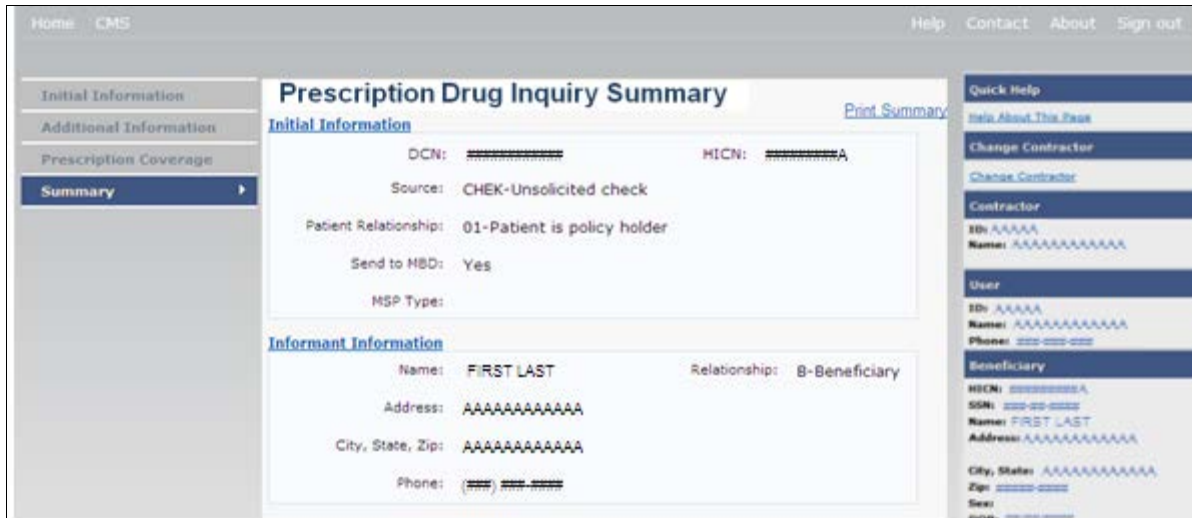 Home CMS Help Contact About Sign out
Initial Information
Additional Information
Prescription Coverage
Summary
Prescription Drug Inquiry Summary
Print Summary
Initial Information
DCN: ############ HICN: #########A
Source: CHEK-Unsolicited check
Patient Relationship: 01-Patient is policy holder
Send to MBD: Yes
MSP Type:
Informant Information
Name: FIRST LAST Relationship: B-Beneficiary
Address: AAAAAAAAAAAA
City, State, Zip: AAAAAAAAAAAA
Phone: (###) ###-####
Quick Help
Help About This Page
Change Contractor
Change Contractor
Contractor
ID: AAAAA
Name: AAAAAAAAAAAA
User
ID: AAAAA
Name: AAAAAAAAAAAA
Phone: ###-###-###
Beneficiary
HICN: #########A
SSN: ###-##-####
Name: FIRST LAST
Address: AAAAAAAAAAAA
City, State: AAAAAAAAAAAA
Zip: #####-####
Sex: